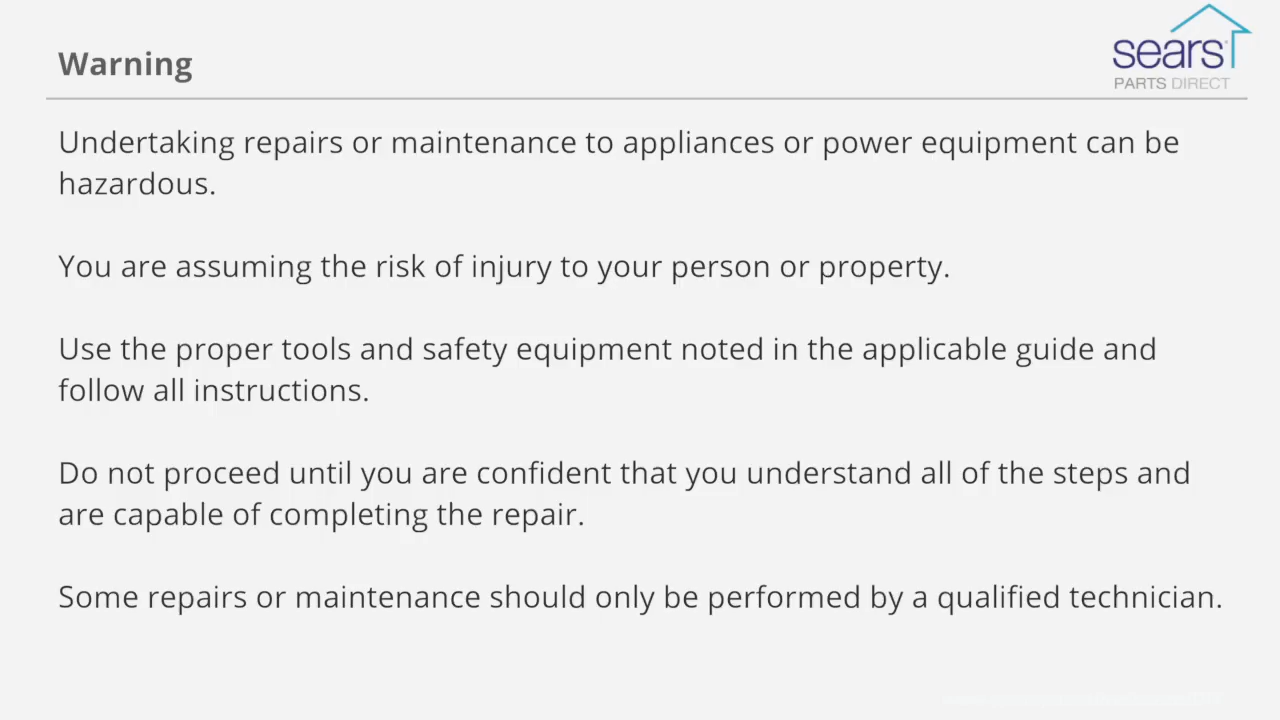 Warning
sears
PARTS DIRECT
Undertaking repairs or maintenance to appliances or power equipment can be
hazardous.
You are assuming the risk of injury to your person or property.
Use the proper tools and safety equipment noted in the applicable guide and
follow all instructions.
Do not proceed until you are confident that you understand all of the steps and
are capable of completing the repair.
Some repairs or maintenance should only be performed by a qualified technician.